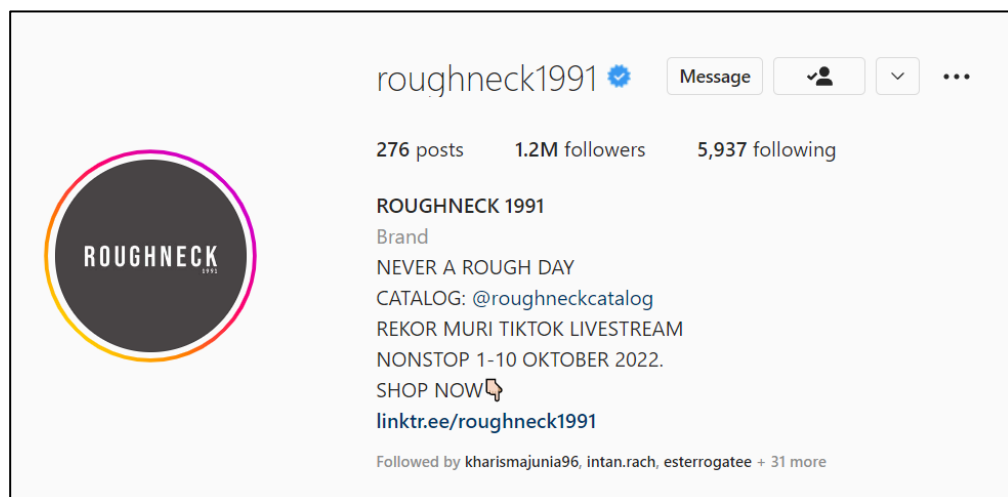 roughneck1991 Message
276 posts 1.2M followers 5,937 following
ROUGHNECK 1991
Brand
NEVER A ROUGH DAY
CATALOG: @roughneckcatalog
REKOR MURI TIKTOK LIVESTREAM
NONSTOP 1-10 OKTOBER 2022.
SHOP NOW👇🏻
linktr.ee/roughneck1991
Followed by kharismajunia96, intan.rach, esterrogatee + 31 more
ROUGHNECK
1991